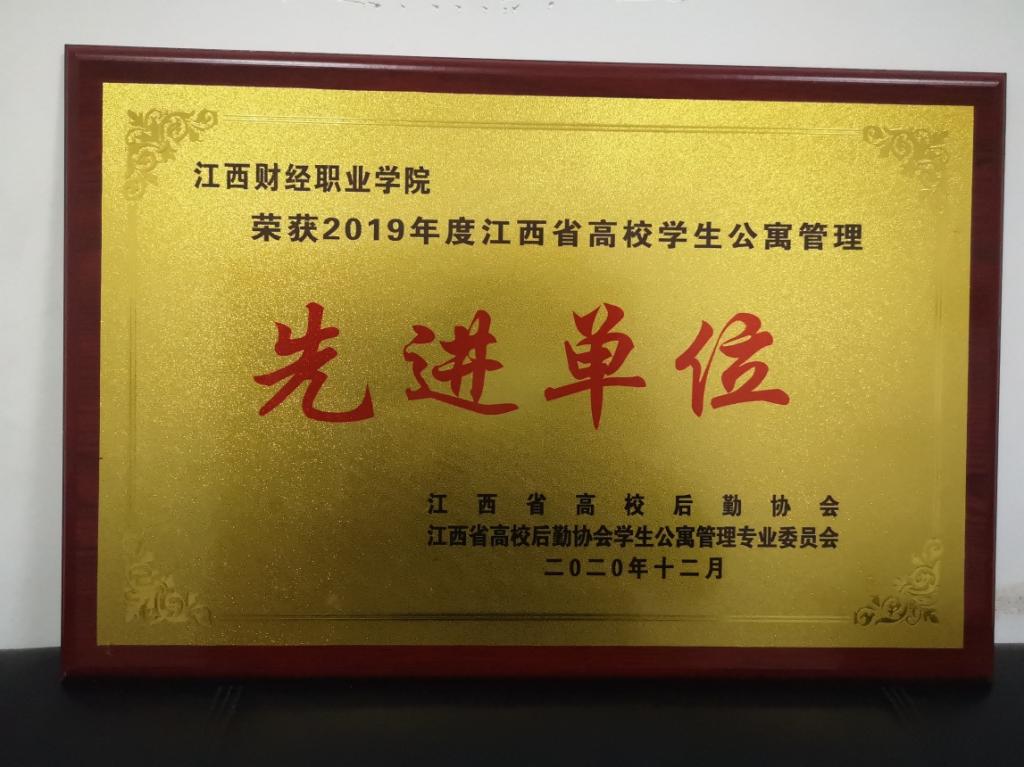 江西财经职业学院
荣获2019年度江西省高校学生公寓管理
先进单位
江西省高校后勤协会
江西省高校后勤协会学生公寓管理专业委员会
二〇二〇年十二月